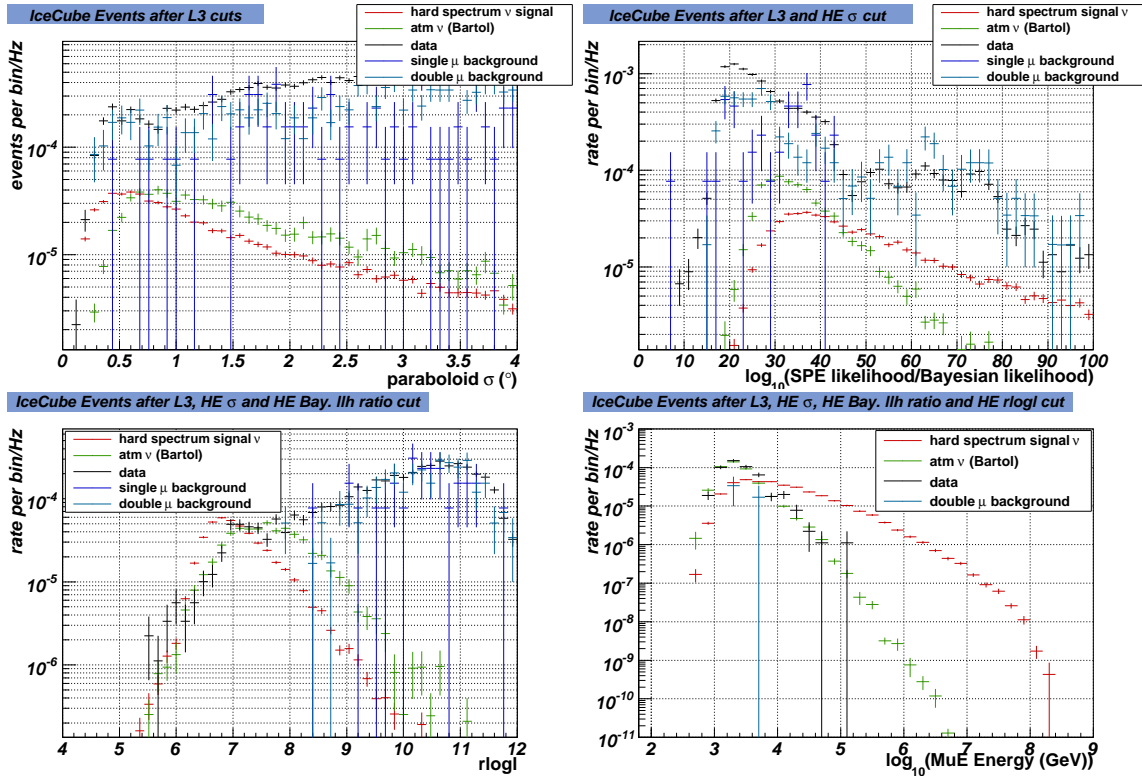 IceCube Events after L3 cuts
hard spectrum ν signal
atm ν (Bartol)
data
single μ background
double μ background
events per bin/Hz
10⁻⁴
10⁻⁵
0 0.5 1 1.5 2 2.5 3 3.5 4
paraboloid σ (°)
IceCube Events after L3 and HE σ cut
hard spectrum signal ν
atm ν (Bartol)
data
single μ background
double μ background
rate per bin/Hz
10⁻³
10⁻⁴
10⁻⁵
0 10 20 30 40 50 60 70 80 90 100
log₁₀(SPE likelihood/Bayesian likelihood)
IceCube Events after L3, HE σ and HE Bay. llh ratio cut
hard spectrum signal ν
atm ν (Bartol)
data
single μ background
double μ background
rate per bin/Hz
10⁻⁴
10⁻⁵
10⁻⁶
4 5 6 7 8 9 10 11 12
rlogl
IceCube Events after L3, HE σ, HE Bay. llh ratio and HE rlogl cut
hard spectrum signal ν
atm ν (Bartol)
data
double μ background
rate per bin/Hz
10⁻³
10⁻⁴
10⁻⁵
10⁻⁶
10⁻⁷
10⁻⁸
10⁻⁹
10⁻¹⁰
10⁻¹¹
2 3 4 5 6 7 8 9
log₁₀(MuE Energy (GeV)